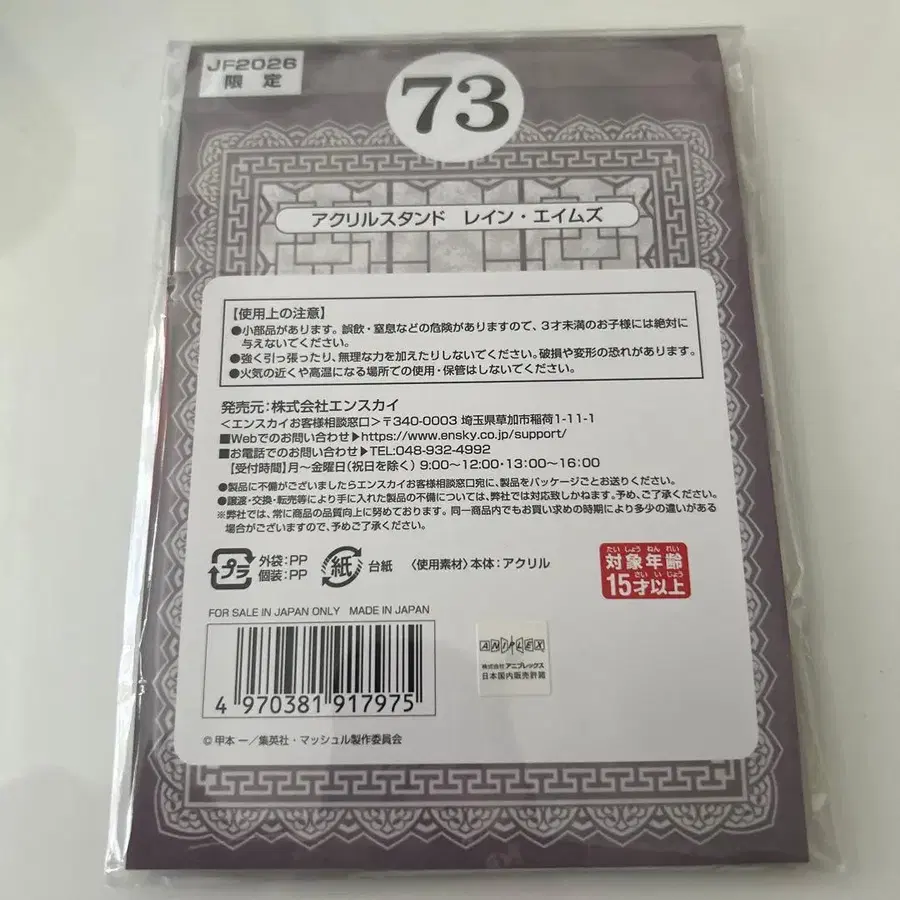 JF2026
限 定
73
アクリルスタンド レイン・エイムズ
【使用上の注意】
●小部品があります。誤飲・窒息などの危険がありますので、3才未満のお子様には絶対に
与えないでください。
●強く引っ張ったり、無理な力を加えたりしないでください。破損や変形の恐れがあります。
●火気の近くや高温になる場所での使用・保管はしないでください。
発売元:株式会社エンスカイ
<エンスカイお客様相談窓口>〒340-0003 埼玉県草加市稲荷1-11-1
■Webでのお問い合わせ▶https://www.ensky.co.jp/support/
■お電話でのお問い合わせ▶TEL:048-932-4992
【受付時間】月~金曜日(祝日を除く) 9:00~12:00・13:00~16:00
●製品に不備がございましたらエンスカイお客様相談窓口宛に、製品をパッケージごとお送りください。
●譲渡・交換・転売等により手に入れた製品の不備については、弊社では対応致しかねます。予め、ご了承ください。
※弊社では、常に商品の品質向上に努めております。同一商品内でもお買い求めの時期により多少の違いがある
場合がございますので、予めご了承ください。
プラ
外袋:PP
個装:PP
紙
台紙
〈使用素材〉本体:アクリル
たいしょうねんれい
対象年齢
さいいじょう
15才以上
FOR SALE IN JAPAN ONLY MADE IN JAPAN
4 970381 917975
ANIPLEX
株式会社アニプレックス
日本国内販売許諾
© 甲本 一/集英社・マッシュル製作委員会